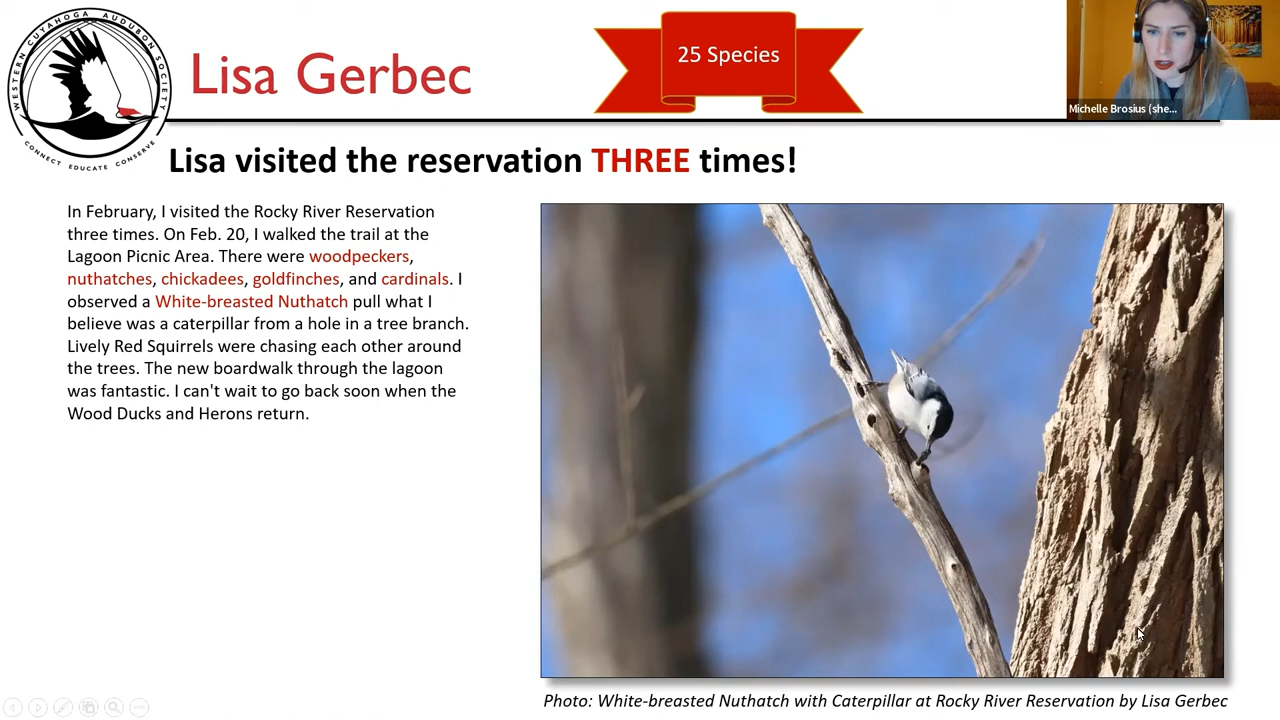 WESTERN CUYAHOGA AUDUBON SOCIETY
CONNECT EDUCATE CONSERVE
Lisa Gerbec
25 Species
Michelle Brosius (she...
Lisa visited the reservation THREE times!
In February, I visited the Rocky River Reservation
three times. On Feb. 20, I walked the trail at the
Lagoon Picnic Area. There were woodpeckers,
nuthatches, chickadees, goldfinches, and cardinals. I
observed a White-breasted Nuthatch pull what I
believe was a caterpillar from a hole in a tree branch.
Lively Red Squirrels were chasing each other around
the trees. The new boardwalk through the lagoon
was fantastic. I can't wait to go back soon when the
Wood Ducks and Herons return.
Photo: White-breasted Nuthatch with Caterpillar at Rocky River Reservation by Lisa Gerbec